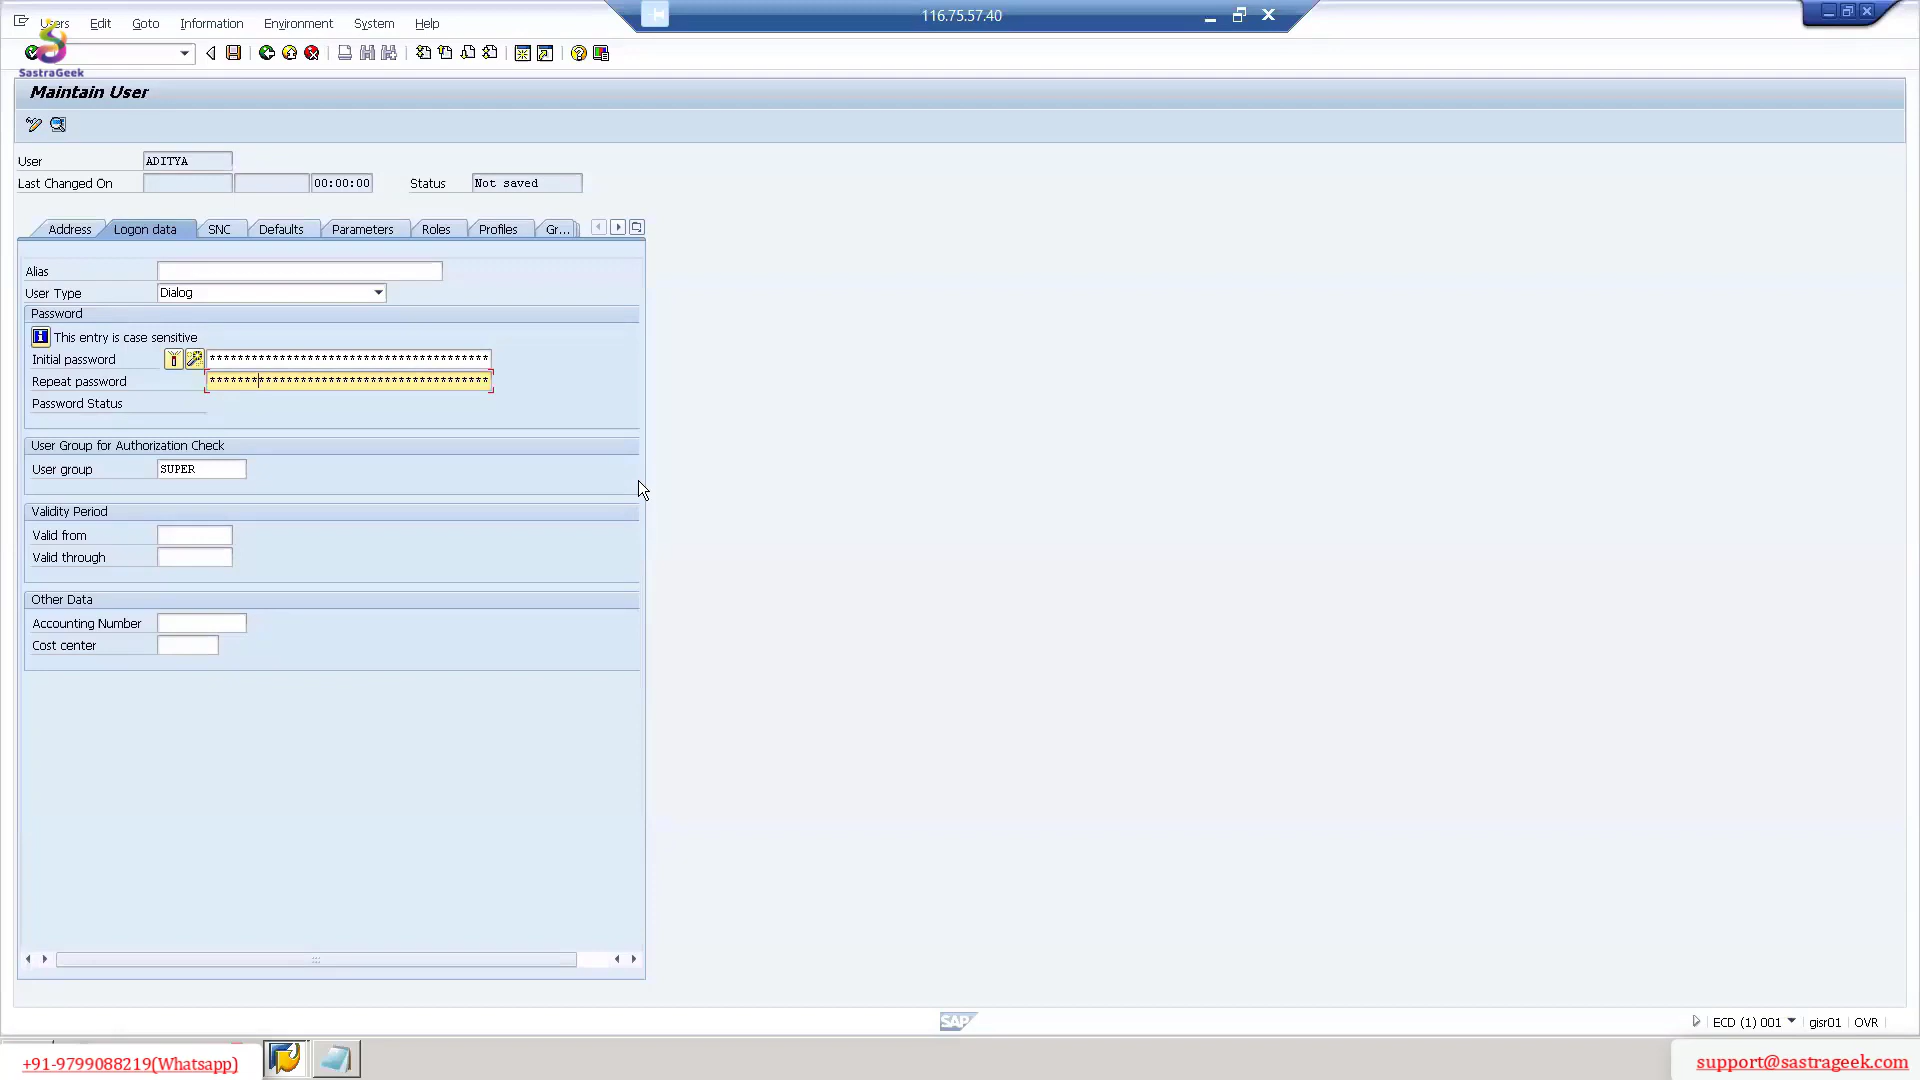 Users Edit Goto Information Environment System Help
116.75.57.40
SastraGeek
Maintain User
User ADITYA
Last Changed On 00:00:00 Status Not saved
Address Logon data SNC Defaults Parameters Roles Profiles Gr...
Alias
User Type Dialog
Password
This entry is case sensitive
Initial password ****************************************
Repeat password ****************************************
Password Status
User Group for Authorization Check
User group SUPER
Validity Period
Valid from
Valid through
Other Data
Accounting Number
Cost center
SAP
ECD (1) 001 gisr01 OVR
+91-9799088219(Whatsapp)
support@sastrageek.com